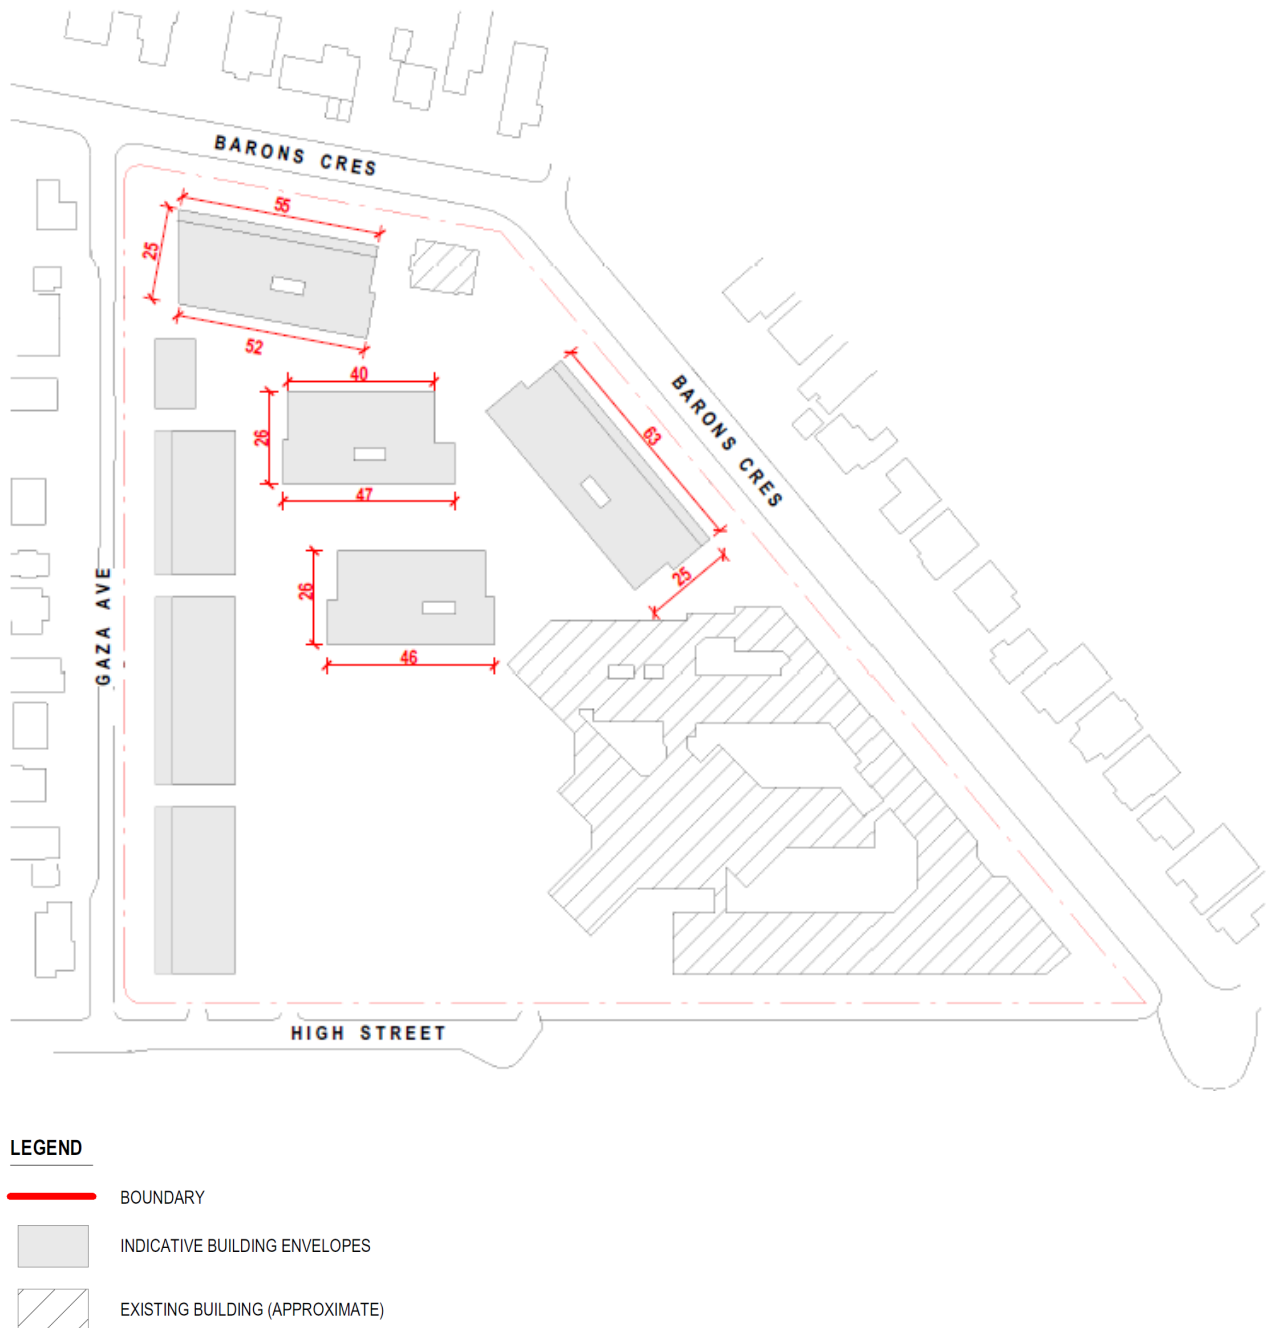 BARONS CRES
55
25
52
40
26
47
63
BARONS CRES
25
26
46
GAZA AVE
HIGH STREET
LEGEND
BOUNDARY
INDICATIVE BUILDING ENVELOPES
EXISTING BUILDING (APPROXIMATE)